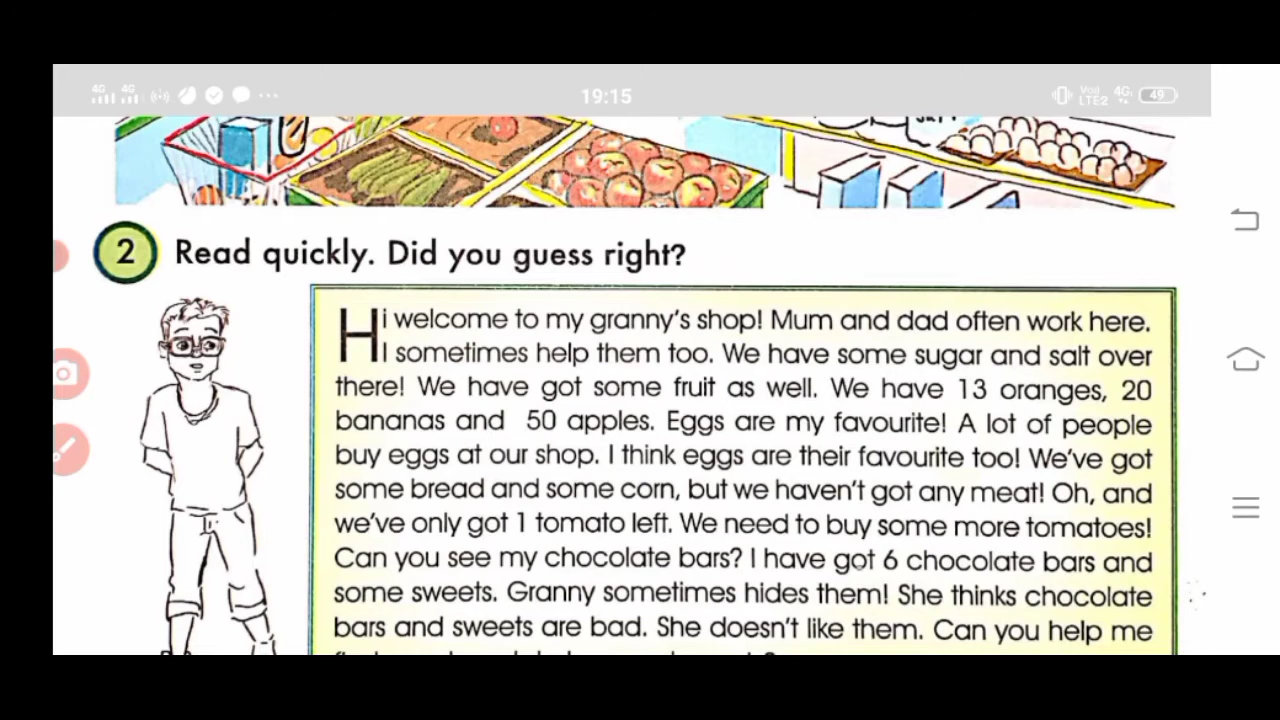 4G 4G 19:15 Vo) LTE2 4G 49
2 Read quickly. Did you guess right?
Hi welcome to my granny's shop! Mum and dad often work here.
I sometimes help them too. We have some sugar and salt over
there! We have got some fruit as well. We have 13 oranges, 20
bananas and 50 apples. Eggs are my favourite! A lot of people
buy eggs at our shop. I think eggs are their favourite too! We've got
some bread and some corn, but we haven't got any meat! Oh, and
we've only got 1 tomato left. We need to buy some more tomatoes!
Can you see my chocolate bars? I have got 6 chocolate bars and
some sweets. Granny sometimes hides them! She thinks chocolate
bars and sweets are bad. She doesn't like them. Can you help me